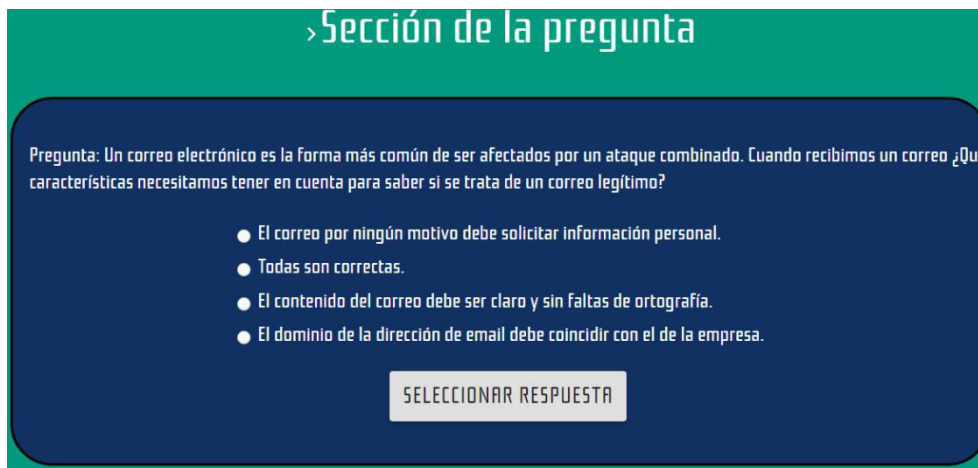 ›Sección de la pregunta
Pregunta: Un correo electrónico es la forma más común de ser afectados por un ataque combinado. Cuando recibimos un correo ¿Qu
características necesitamos tener en cuenta para saber si se trata de un correo legítimo?
El correo por ningún motivo debe solicitar información personal.
Todas son correctas.
El contenido del correo debe ser claro y sin faltas de ortografía.
El dominio de la dirección de email debe coincidir con el de la empresa.
SELECCIONAR RESPUESTA